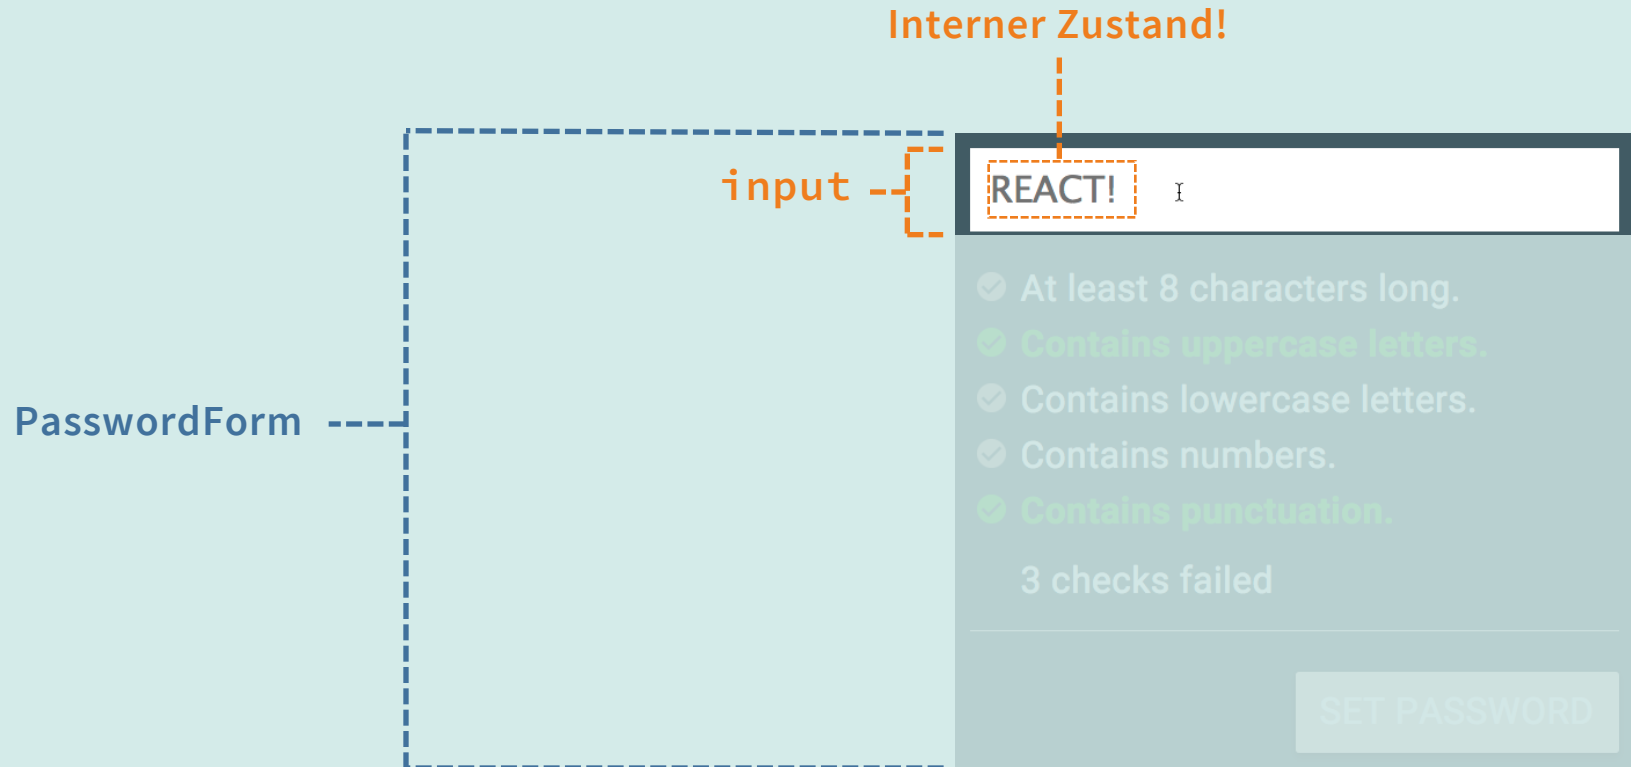 Interner Zustand!
input
REACT!
At least 8 characters long.
Contains uppercase letters.
Contains lowercase letters.
PasswordForm
Contains numbers.
Contains punctuation.
3 checks failed
SET PASSWORD